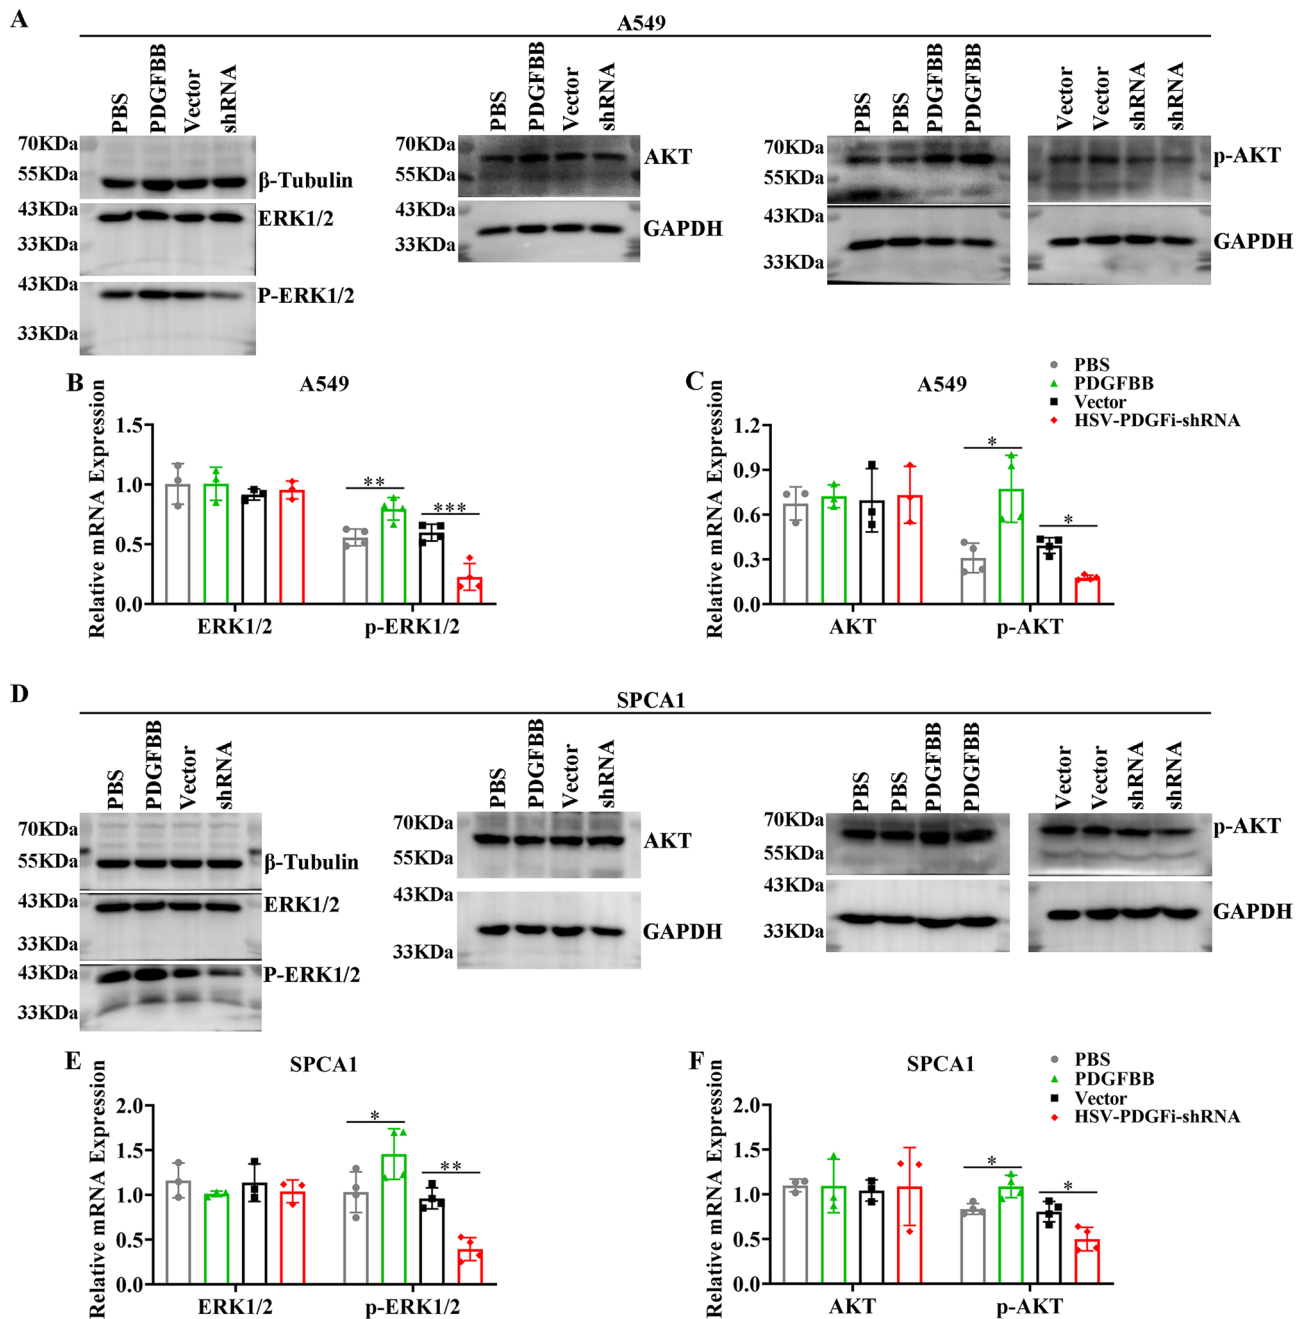 A
A549
PBS PDGFBB Vector shRNA
PBS PDGFBB Vector shRNA
PBS PBS PDGFBB PDGFBB
Vector Vector shRNA shRNA
70KDa
55KDa
β-Tubulin
43KDa
ERK1/2
33KDa
43KDa
P-ERK1/2
33KDa
70KDa
AKT
55KDa
43KDa
GAPDH
33KDa
70KDa
p-AKT
55KDa
43KDa
GAPDH
33KDa
B
A549
Relative mRNA Expression
1.5
1.0
0.5
0.0
**
***
ERK1/2
p-ERK1/2
C
A549
PBS
PDGFBB
Vector
HSV-PDGFi-shRNA
Relative mRNA Expression
1.2
0.9
0.6
0.3
0.0
*
*
AKT
p-AKT
D
SPCA1
PBS PDGFBB Vector shRNA
PBS PDGFBB Vector shRNA
PBS PBS PDGFBB PDGFBB
Vector Vector shRNA shRNA
70KDa
55KDa
β-Tubulin
43KDa
ERK1/2
33KDa
43KDa
P-ERK1/2
33KDa
70KDa
AKT
55KDa
43KDa
GAPDH
33KDa
70KDa
p-AKT
55KDa
43KDa
GAPDH
33KDa
E
SPCA1
Relative mRNA Expression
2.0
1.5
1.0
0.5
0.0
*
**
ERK1/2
p-ERK1/2
F
SPCA1
PBS
PDGFBB
Vector
HSV-PDGFi-shRNA
Relative mRNA Expression
2.0
1.5
1.0
0.5
0.0
*
*
AKT
p-AKT